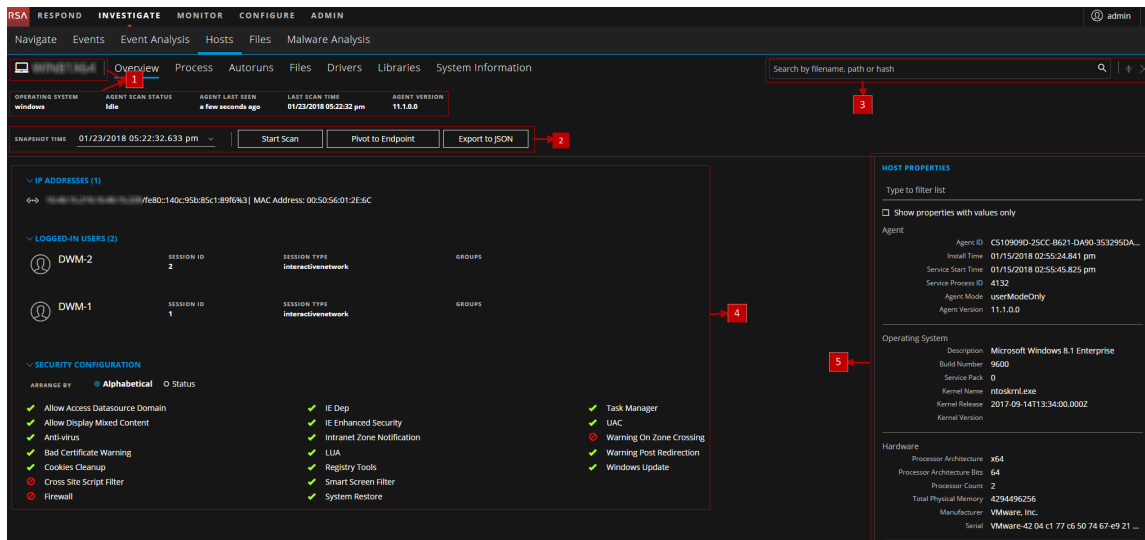 RSA RESPOND INVESTIGATE MONITOR CONFIGURE ADMIN admin
Navigate Events Event Analysis Hosts Files Malware Analysis
Overview Process Autoruns Files Drivers Libraries System Information
Search by filename, path or hash
1
3
OPERATING SYSTEM AGENT SCAN STATUS AGENT LAST SEEN LAST SCAN TIME AGENT VERSION
windows Idle a few seconds ago 01/23/2018 05:22:32 pm 11.1.0.0
SNAPSHOT TIME 01/23/2018 05:22:32.633 pm Start Scan Pivot to Endpoint Export to JSON
2
IP ADDRESSES (1)
/fe80::140c:95b:85c1:89f6%3| MAC Address: 00:50:56:01:2E:6C
LOGGED-IN USERS (2)
DWM-2 SESSION ID SESSION TYPE GROUPS
2 interactivenetwork
DWM-1 SESSION ID SESSION TYPE GROUPS
1 interactivenetwork
4
SECURITY CONFIGURATION
ARRANGE BY Alphabetical Status
Allow Access Datasource Domain IE Dep Task Manager
Allow Display Mixed Content IE Enhanced Security UAC
Anti-virus Intranet Zone Notification Warning On Zone Crossing
Bad Certificate Warning LUA Warning Post Redirection
Cookies Cleanup Registry Tools Windows Update
Cross Site Script Filter Smart Screen Filter
Firewall System Restore
HOST PROPERTIES
Type to filter list
Show properties with values only
Agent
Agent ID C510909D-25CC-B621-DA90-353295DA...
Install Time 01/15/2018 02:55:24.841 pm
Service Start Time 01/15/2018 02:55:45.825 pm
Service Process ID 4132
Agent Mode userModeOnly
Agent Version 11.1.0.0
5
Operating System
Description Microsoft Windows 8.1 Enterprise
Build Number 9600
Service Pack 0
Kernel Name ntoskrnl.exe
Kernel Release 2017-09-14T13:34:00.000Z
Kernel Version
Hardware
Processor Architecture x64
Processor Architecture Bits 64
Processor Count 2
Total Physical Memory 4294496256
Manufacturer VMware, Inc.
Serial VMware-42 04 c1 77 c6 50 74 67-e9 21 ...